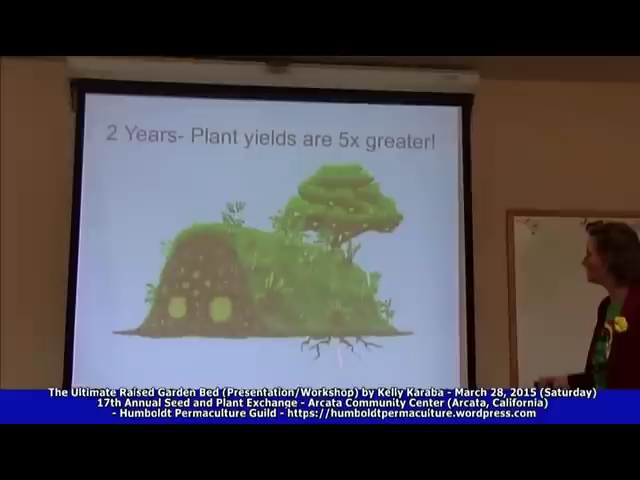 2 Years- Plant yields are 5x greater!
The Ultimate Raised Garden Bed (Presentation/Workshop) by Kelly Karaba - March 28, 2015 (Saturday)
17th Annual Seed and Plant Exchange - Arcata Community Center (Arcata, California)
- Humboldt Permaculture Guild - https://humboldtpermaculture.wordpress.com